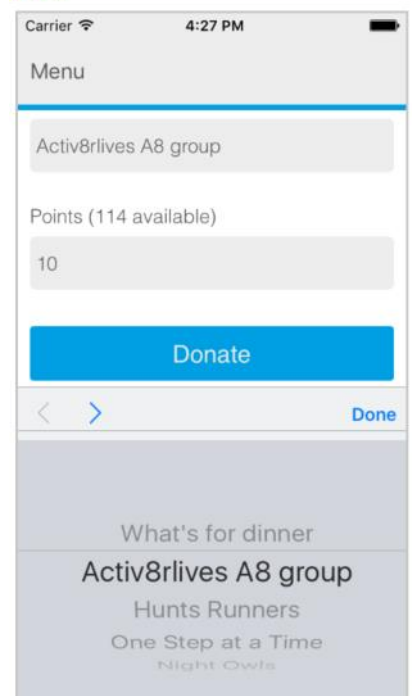 Carrier 4:27 PM
Menu
Activ8rlives A8 group
Points (114 available)
10
Donate
Done
What's for dinner
Activ8rlives A8 group
Hunts Runners
One Step at a Time
Night Owls